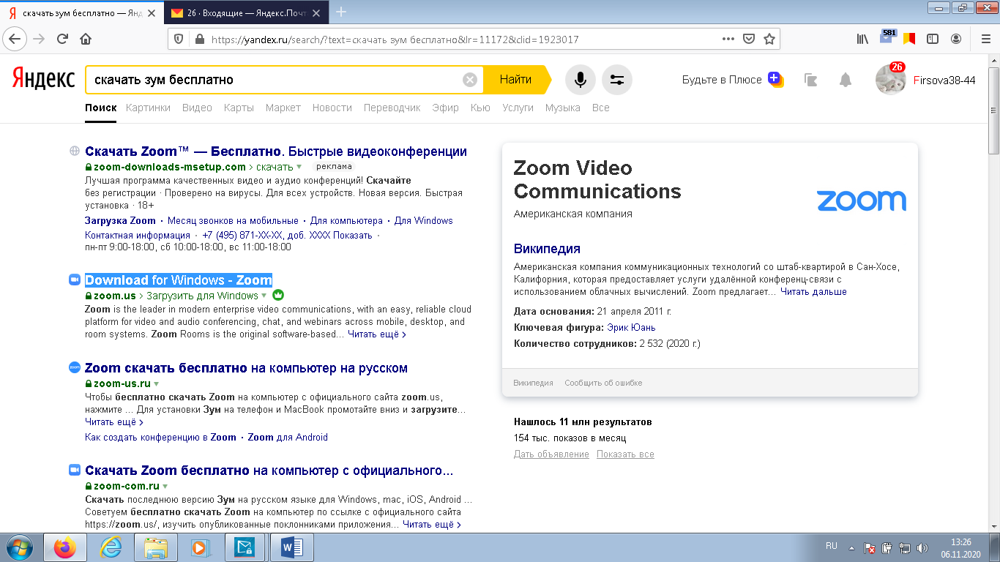 скачать зум бесплатно — Янд
26 · Входящие — Яндекс.Почт
https://yandex.ru/search/?text=скачать зум бесплатно&lr=11172&clid=1923017
581
Яндекс
скачать зум бесплатно
Найти
Будьте в Плюсе
26
Firsova38-44
Поиск Картинки Видео Карты Маркет Новости Переводчик Эфир Кью Услуги Музыка Все
Скачать Zoom™ — Бесплатно. Быстрые видеоконференции
zoom-downloads-msetup.com › скачать реклама
Лучшая программа качественных видео и аудио конференций! Скачайте
без регистрации · Проверено на вирусы. Для всех устройств. Новая версия. Быстрая
установка · 18+
Загрузка Zoom · Месяц звонков на мобильные · Для компьютера · Для Windows
Контактная информация · +7 (495) 871-XX-XX, доб. XXXX Показать ·
пн-пт 9:00-18:00, сб 10:00-18:00, вс 11:00-18:00
Download for Windows - Zoom
zoom.us › Загрузить для Windows
Zoom is the leader in modern enterprise video communications, with an easy, reliable cloud
platform for video and audio conferencing, chat, and webinars across mobile, desktop, and
room systems. Zoom Rooms is the original software-based... Читать ещё ›
zoom
Zoom скачать бесплатно на компьютер на русском
zoom-us.ru
Чтобы бесплатно скачать Zoom на компьютер с официального сайта zoom.us,
нажмите ... Для установки Зум на телефон и MacBook промотайте вниз и загрузите...
Читать ещё ›
Как создать конференцию в Zoom · Zoom для Android
Скачать Zoom бесплатно на компьютер с официального...
zoom-com.ru
Скачать последнюю версию Зум на русском языке для Windows, mac, iOS, Android ...
Советуем бесплатно скачать Zoom на компьютер по ссылке с официального сайта
https://zoom.us/, изучить опубликованные поклонниками приложения... Читать ещё ›
Zoom Video
Communications
Американская компания
zoom
Википедия
Американская компания коммуникационных технологий со штаб-квартирой в Сан-Хосе,
Калифорния, которая предоставляет услуги удалённой конференц-связи с
использованием облачных вычислений. Zoom предлагает... Читать дальше
Дата основания: 21 апреля 2011 г.
Ключевая фигура: Эрик Юань
Количество сотрудников: 2 532 (2020 г.)
Википедия Сообщить об ошибке
Нашлось 11 млн результатов
154 тыс. показов в месяц
Дать объявление Показать все
RU
13:26
06.11.2020